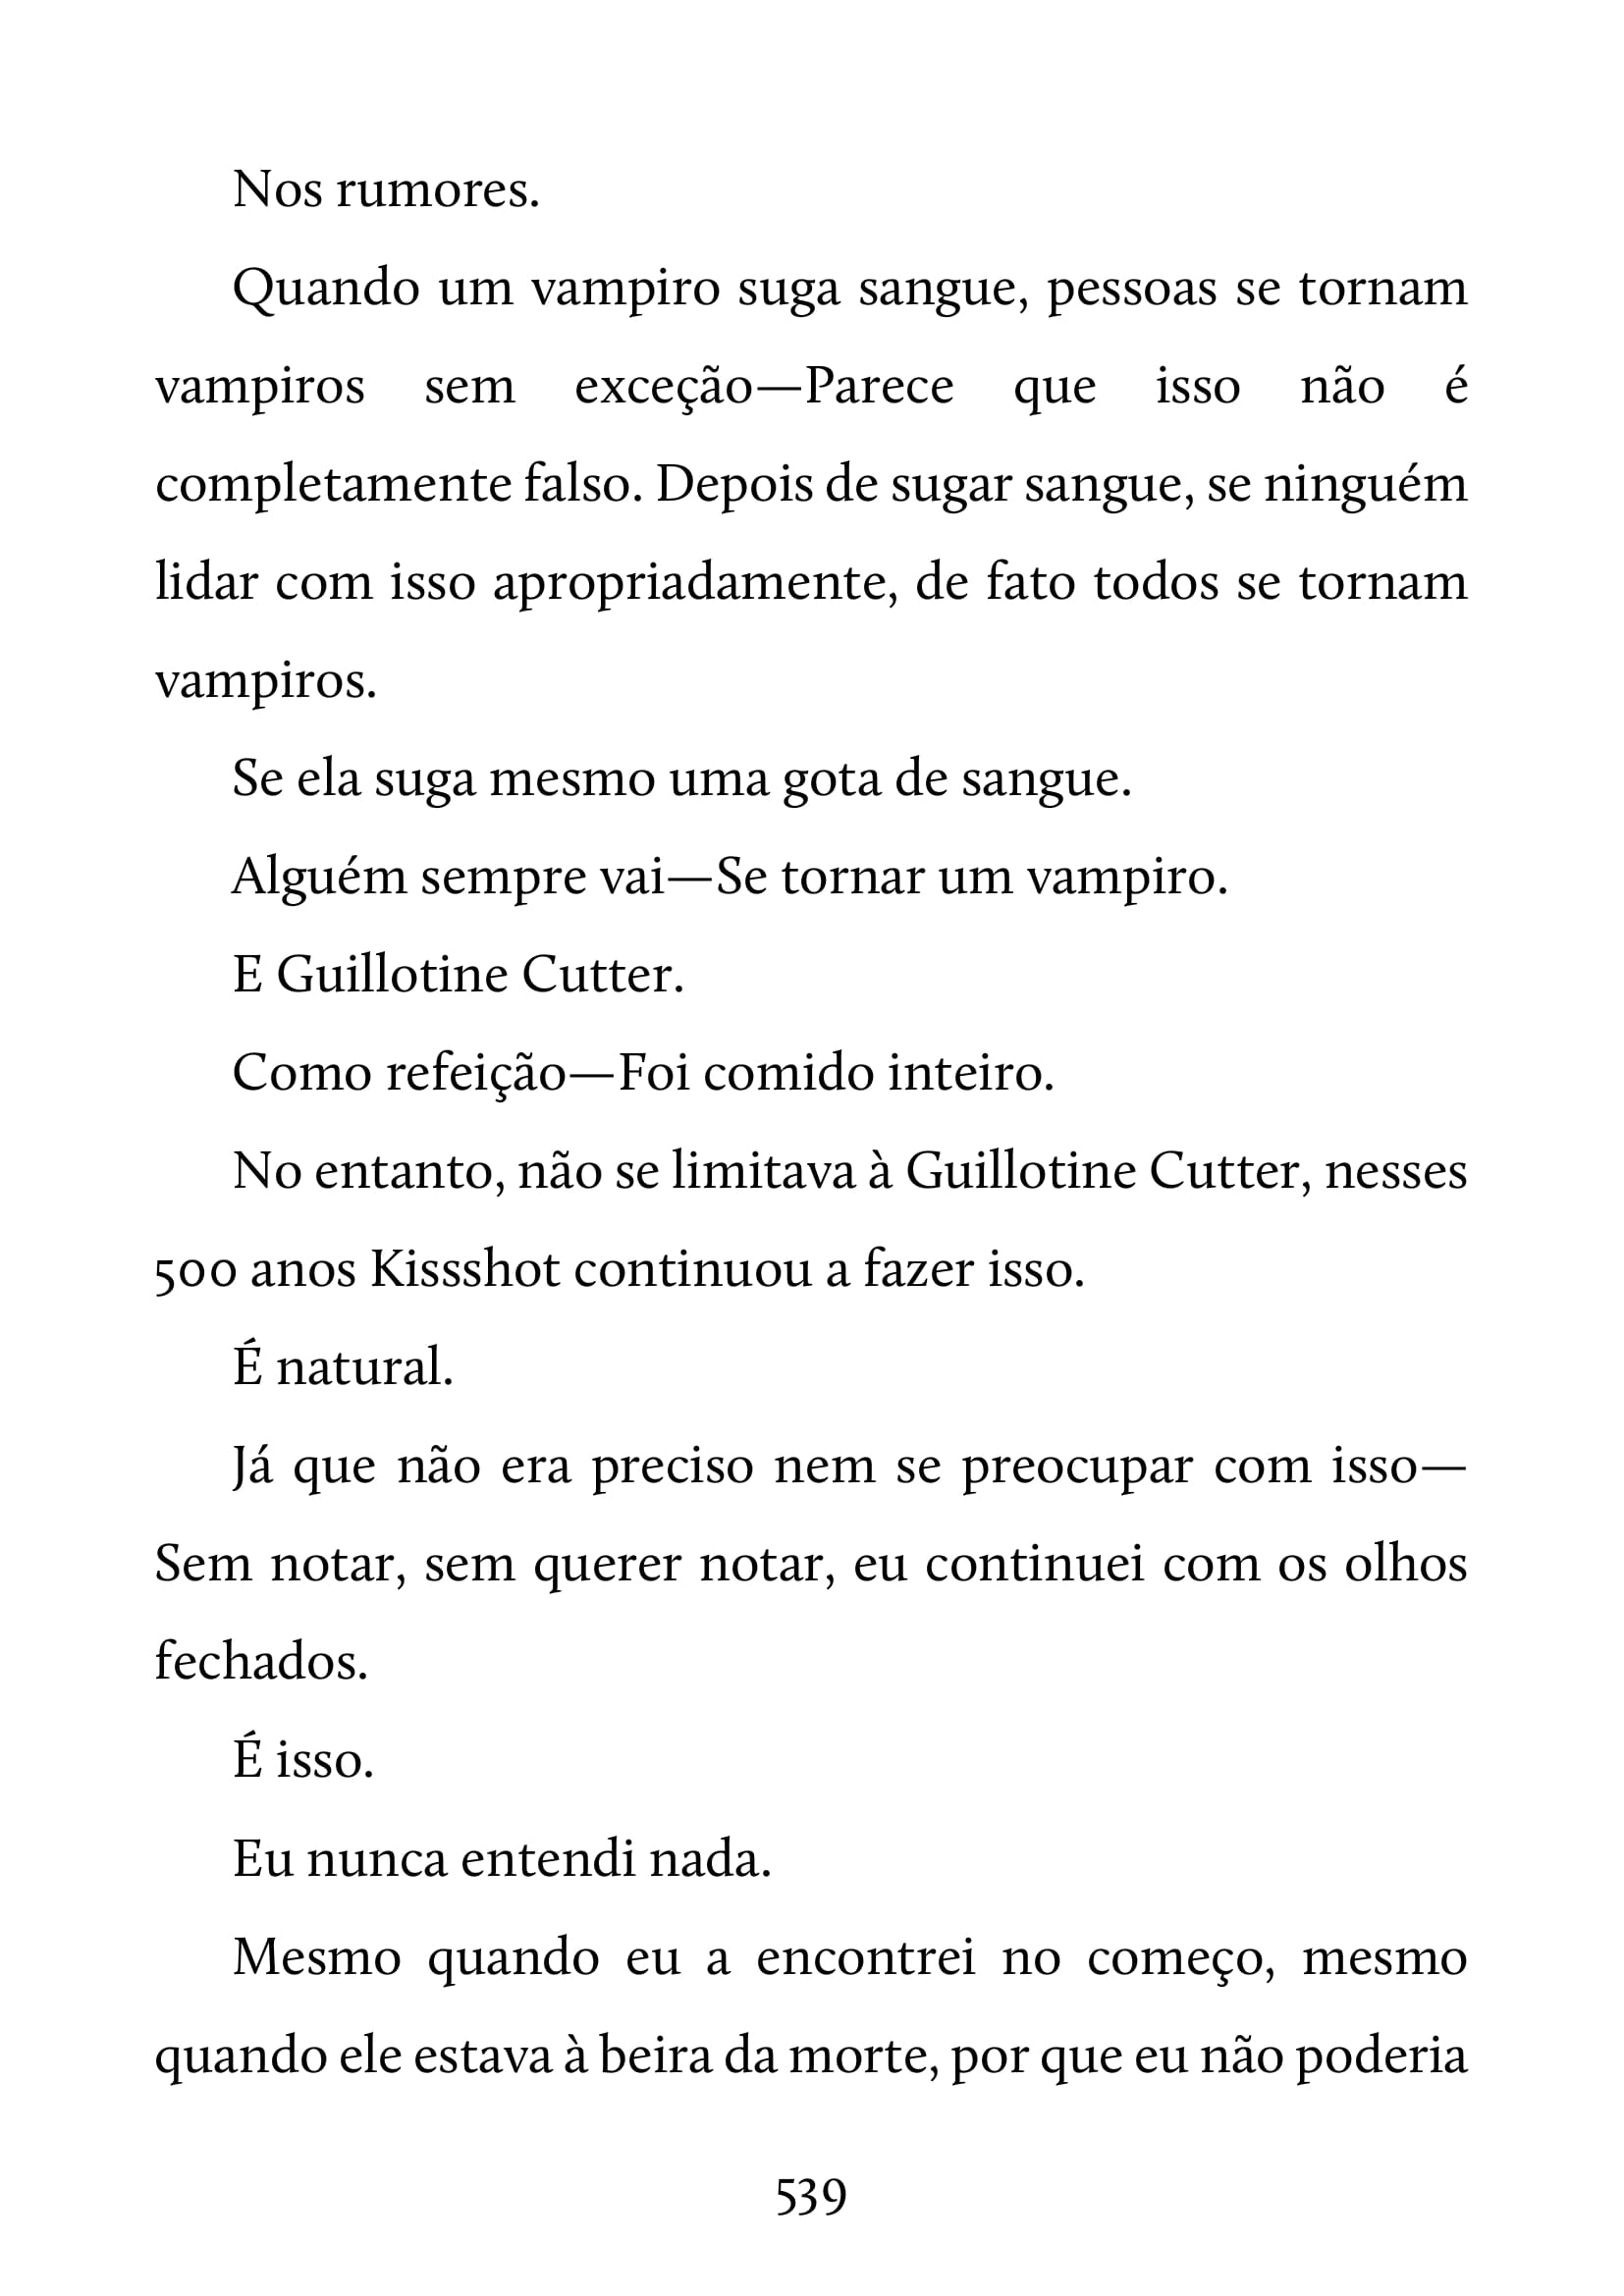 Nos rumores.
Quando um vampiro suga sangue, pessoas se tornam
vampiros sem exceção—Parece que isso não é
completamente falso. Depois de sugar sangue, se ninguém
lidar com isso apropriadamente, de fato todos se tornam
vampiros.
Se ela suga mesmo uma gota de sangue.
Alguém sempre vai—Se tornar um vampiro.
E Guillotine Cutter.
Como refeição—Foi comido inteiro.
No entanto, não se limitava à Guillotine Cutter, nesses
500 anos Kissshot continuou a fazer isso.
É natural.
Já que não era preciso nem se preocupar com isso—
Sem notar, sem querer notar, eu continuei com os olhos
fechados.
É isso.
Eu nunca entendi nada.
Mesmo quando eu a encontrei no começo, mesmo
quando ele estava à beira da morte, por que eu não poderia
539